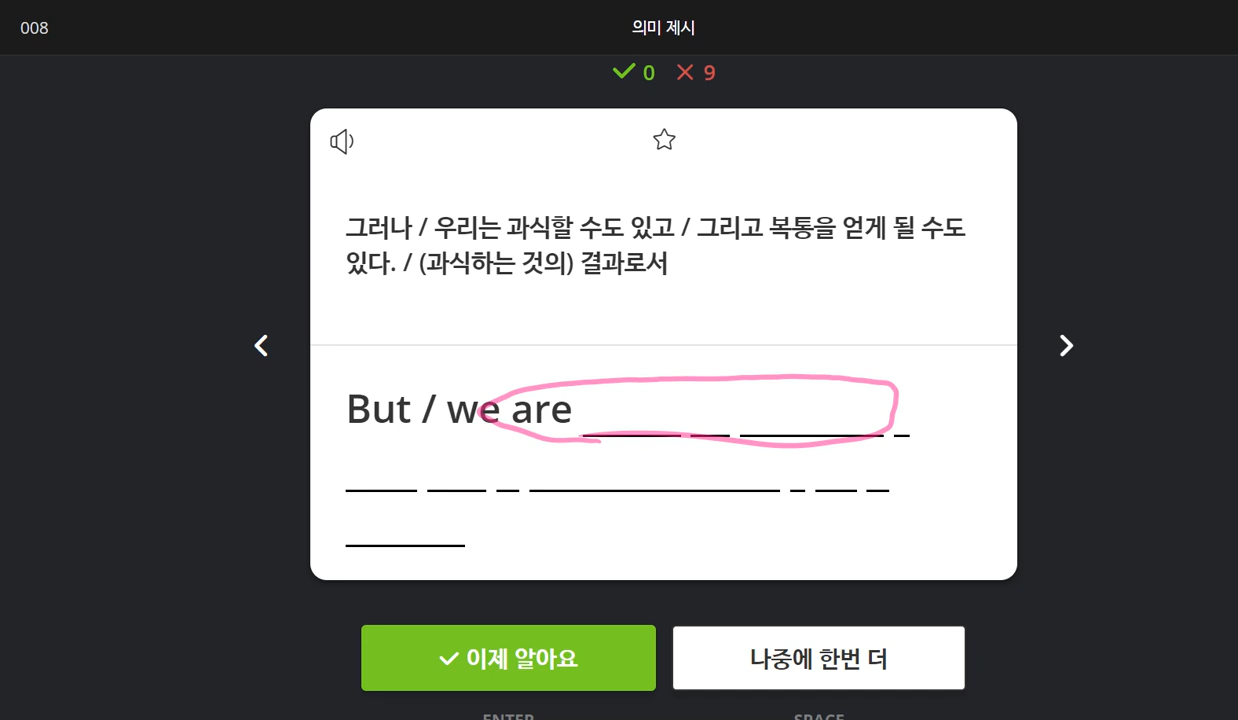 008
의미 제시
0 9
그러나 / 우리는 과식할 수도 있고 / 그리고 복통을 얻게 될 수도
있다. / (과식하는 것의) 결과로서
But / we are
이제 알아요
나중에 한번 더
ENTER
SPACE